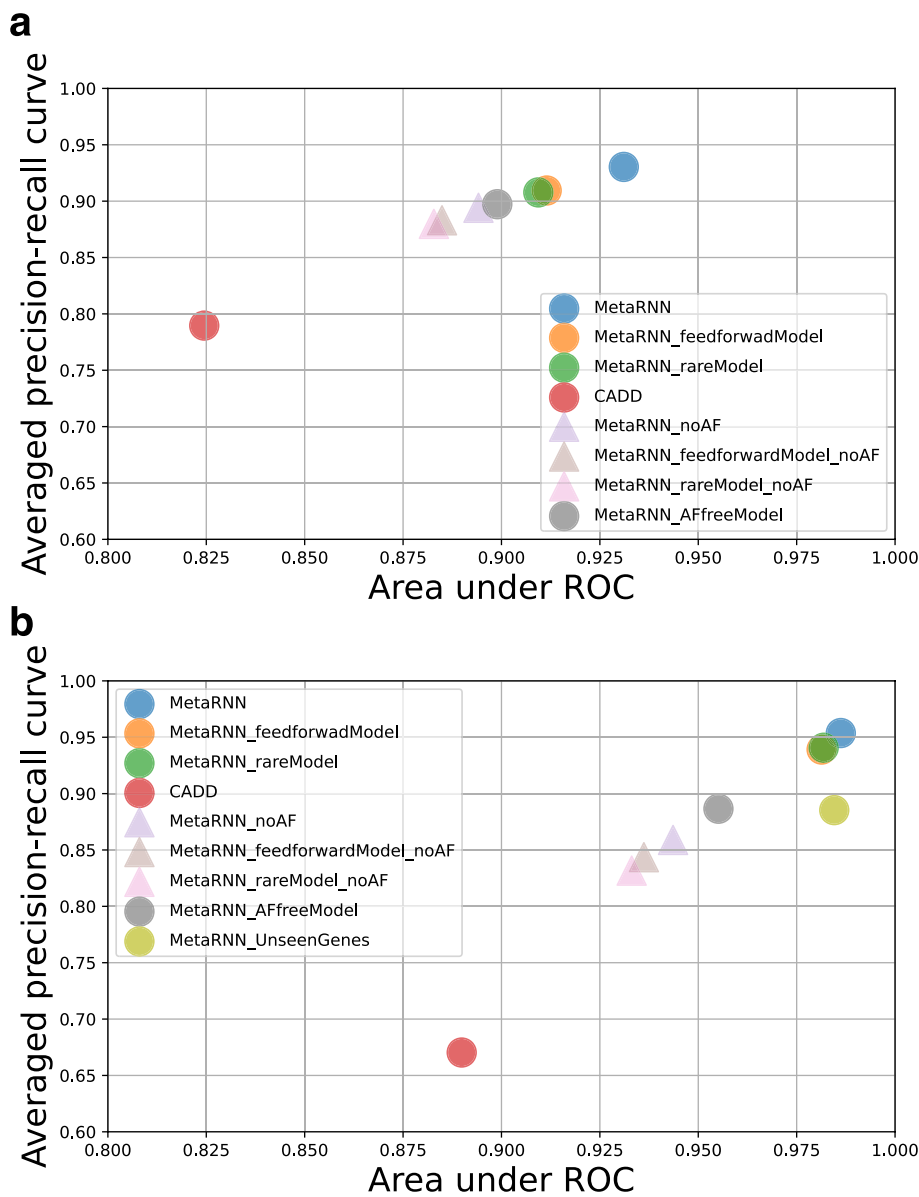 a
Averaged precision-recall curve
1.00
0.95
0.90
0.85
0.80
0.75
0.70
0.65
0.60
MetaRNN
MetaRNN_feedforwadModel
MetaRNN_rareModel
CADD
MetaRNN_noAF
MetaRNN_feedforwardModel_noAF
MetaRNN_rareModel_noAF
MetaRNN_AFfreeModel
0.800 0.825 0.850 0.875 0.900 0.925 0.950 0.975 1.000
Area under ROC
b
Averaged precision-recall curve
1.00
0.95
0.90
0.85
0.80
0.75
0.70
0.65
0.60
MetaRNN
MetaRNN_feedforwadModel
MetaRNN_rareModel
CADD
MetaRNN_noAF
MetaRNN_feedforwardModel_noAF
MetaRNN_rareModel_noAF
MetaRNN_AFfreeModel
MetaRNN_UnseenGenes
0.800 0.825 0.850 0.875 0.900 0.925 0.950 0.975 1.000
Area under ROC